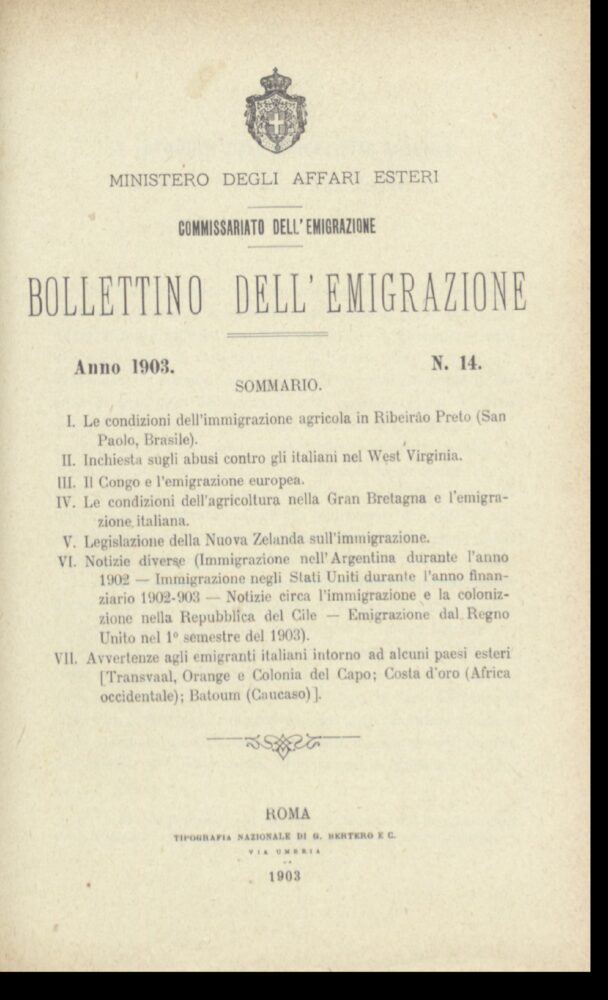 MINISTERO DEGLI AFFARI ESTERI
COMMISSARIATO DELL'EMIGRAZIONE
BOLLETTINO DELL'EMIGRAZIONE
Anno 1903.
N. 14.
SOMMARIO.
I. Le condizioni dell'immigrazione agricola in Ribeirão Preto (San
Paolo, Brasile).
II. Inchiesta sugli abusi contro gli italiani nel West Virginia.
III. Il Congo e l'emigrazione europea.
IV. Le condizioni dell'agricoltura nella Gran Bretagna e l'emigra-
zione italiana.
V. Legislazione della Nuova Zelanda sull'immigrazione.
VI. Notizie diverse (Immigrazione nell'Argentina durante l'anno
1902 — Immigrazione negli Stati Uniti durante l'anno finan-
ziario 1902-903 — Notizie circa l'immigrazione e la coloniz-
zione nella Repubblica del Cile — Emigrazione dal Regno
Unito nel 1º semestre del 1903).
VII. Avvertenze agli emigranti italiani intorno ad alcuni paesi esteri
[Transvaal, Orange e Colonia del Capo; Costa d'oro (Africa
occidentale); Batoum (Caucaso)].
ROMA
TIPOGRAFIA NAZIONALE DI G. BERTERO E C.
VIA UMBRIA
1903